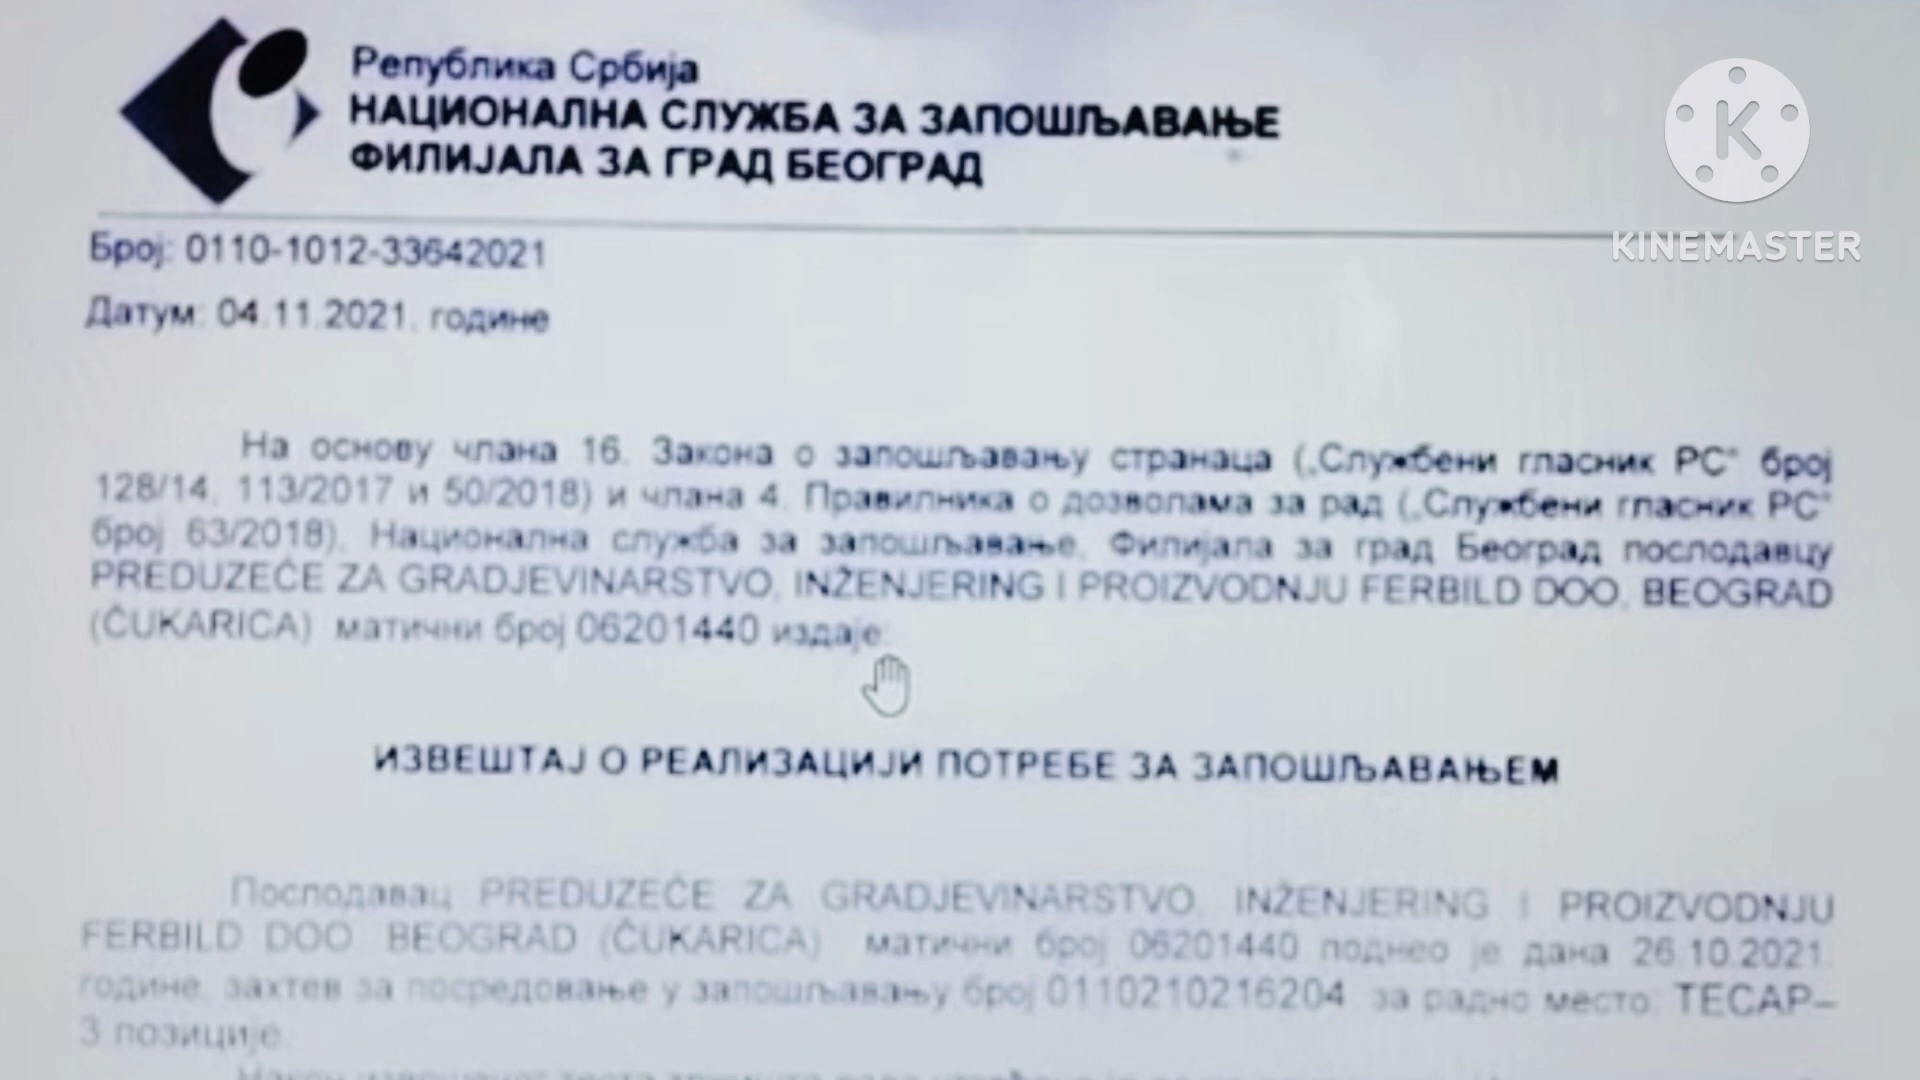 Република Србија
НАЦИОНАЛНА СЛУЖБА ЗА ЗАПОШЉАВАЊЕ
ФИЛИЈАЛА ЗА ГРАД БЕОГРАД
K
KINEMASTER
Број: 0110-1012-33642021
Датум: 04.11.2021. године
На основу члана 16. Закона о запошљавању странаца („Службени гласник РС“ број
128/14, 113/2017 и 50/2018) и члана 4. Правилника о дозволама за рад („Службени гласник РС“
број 63/2018), Национална служба за запошљавање, Филијала за град Београд послодавцу
PREDUZEĆE ZA GRADJEVINARSTVO, INŽENJERING I PROIZVODNJU FERBILD DOO, BEOGRAD
(ČUKARICA) матични број 06201440 издаје:
ИЗВЕШТАЈ О РЕАЛИЗАЦИЈИ ПОТРЕБЕ ЗА ЗАПОШЉАВАЊЕМ
Послодавац PREDUZEĆE ZA GRADJEVINARSTVO, INŽENJERING I PROIZVODNJU
FERBILD DOO, BEOGRAD (ČUKARICA) матични број 06201440 поднео је дана 26.10.2021.
године, захтев за посредовање у запошљавању број 0110210216204, за радно место: ТЕСАР–
3 позиције.